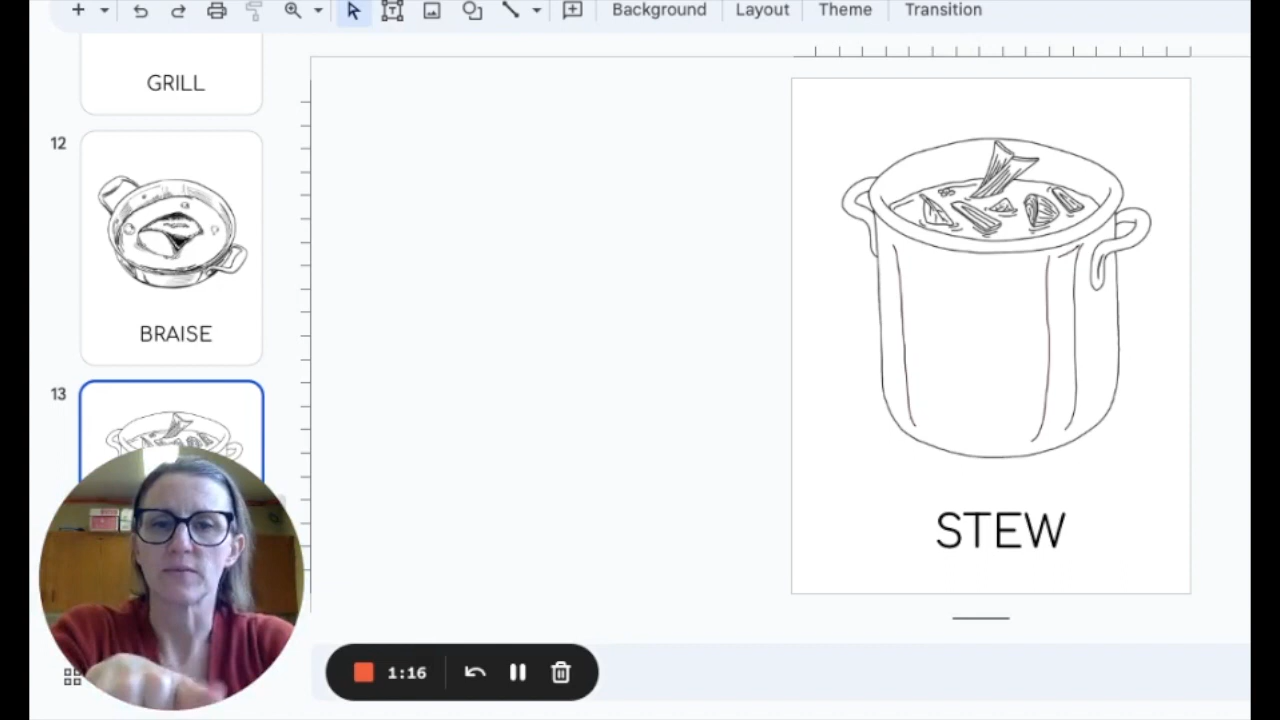 Background Layout Theme Transition
GRILL
12
BRAISE
13
STEW
1:16